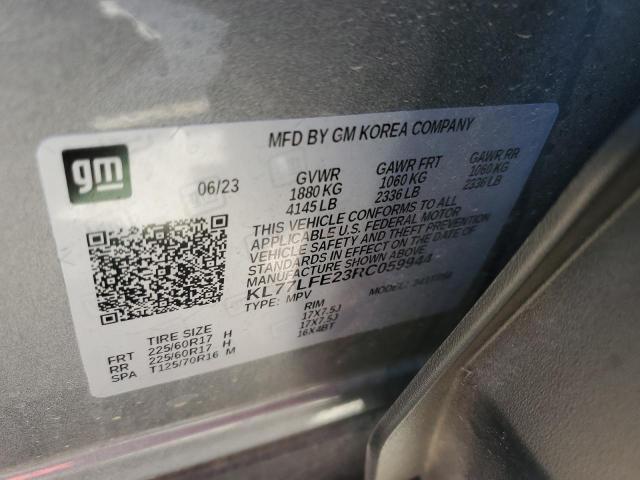 gm
MFD BY GM KOREA COMPANY
06/23 GVWR GAWR FRT GAWR RR
1880 KG 1060 KG 1060 KG
4145 LB 2336 LB 2336 LB
THIS VEHICLE CONFORMS TO ALL
APPLICABLE U.S. FEDERAL MOTOR
VEHICLE SAFETY AND THEFT PREVENTION
STANDARDS IN EFFECT ON THE DATE OF
MANUFACTURE SHOWN ABOVE
KL77LFE23RC059944
TYPE: MPV MODEL:
TIRE SIZE RIM
FRT 225/60R17 H 17X7.5J
RR 225/60R17 H 17X7.5J
SPA T125/70R16 M 16X4BT